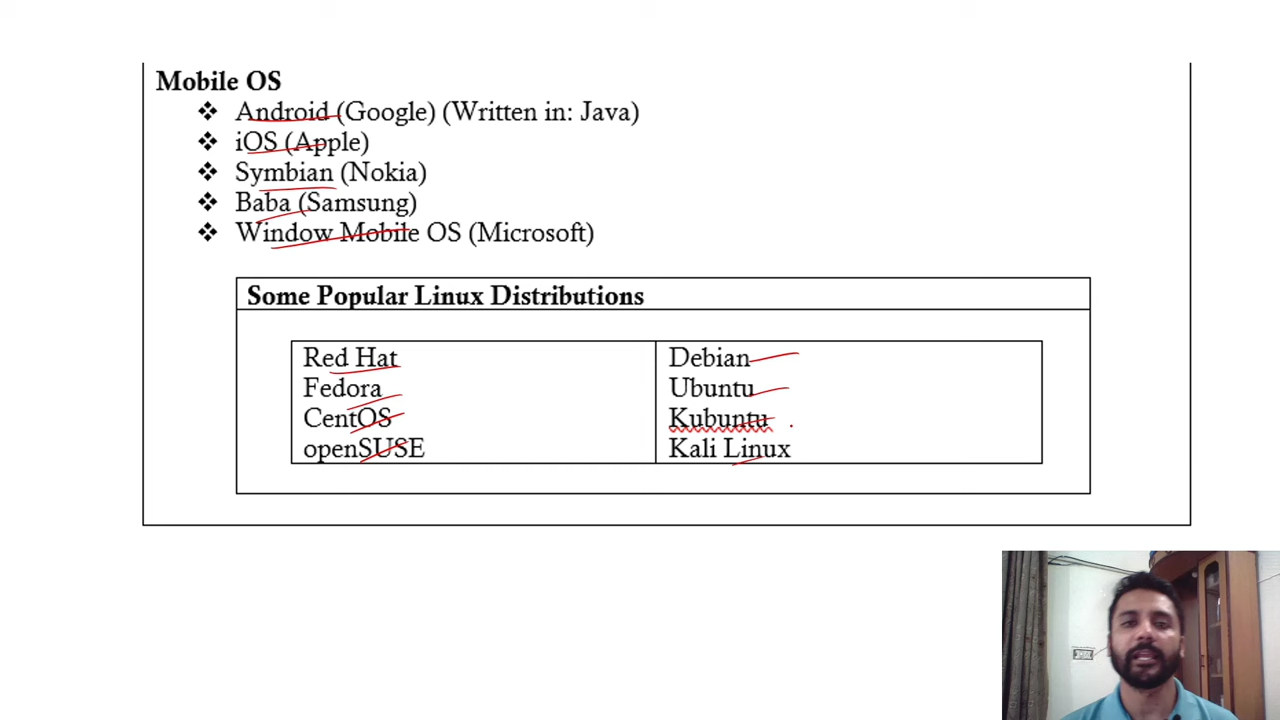 Mobile OS
❖ Android (Google) (Written in: Java)
❖ iOS (Apple)
❖ Symbian (Nokia)
❖ Baba (Samsung)
❖ Window Mobile OS (Microsoft)
Some Popular Linux Distributions
Red Hat
Fedora
CentOS
openSUSE
Debian
Ubuntu
Kubuntu
Kali Linux